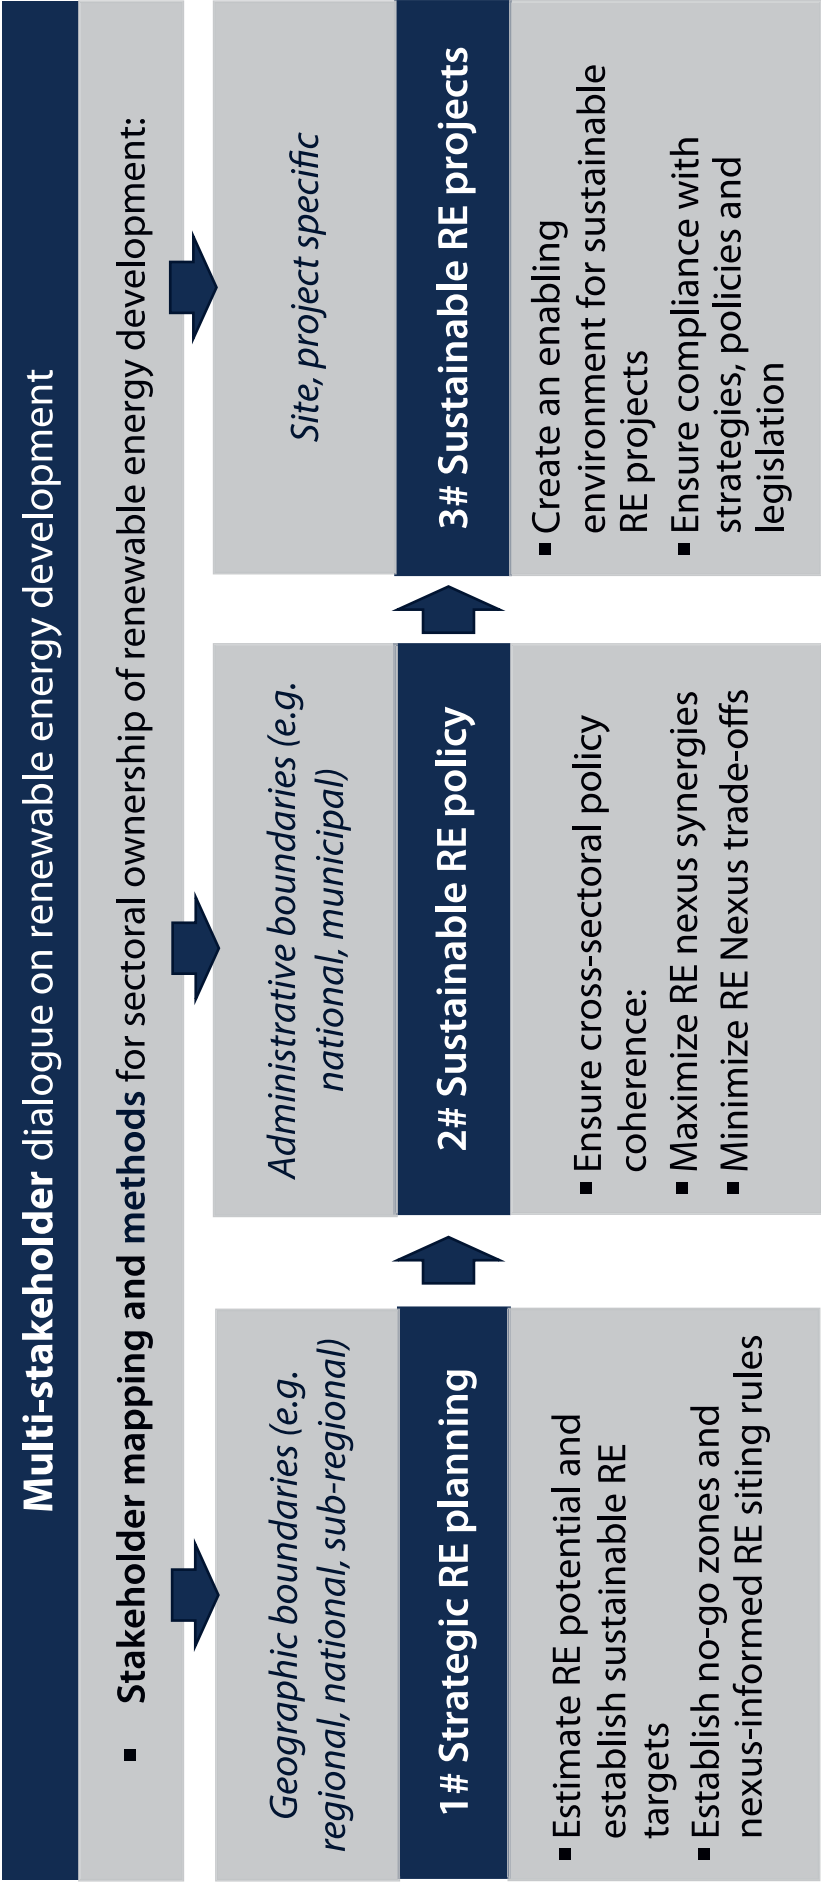 Multi-stakeholder dialogue on renewable energy development
▪ Stakeholder mapping and methods for sectoral ownership of renewable energy development:
Geographic boundaries (e.g.
regional, national, sub-regional)
1# Strategic RE planning
▪ Estimate RE potential and
establish sustainable RE
targets
▪ Establish no-go zones and
nexus-informed RE siting rules
Administrative boundaries (e.g.
national, municipal)
2# Sustainable RE policy
▪ Ensure cross-sectoral policy
coherence:
▪ Maximize RE nexus synergies
▪ Minimize RE Nexus trade-offs
Site, project specific
3# Sustainable RE projects
▪ Create an enabling
environment for sustainable
RE projects
▪ Ensure compliance with
strategies, policies and
legislation